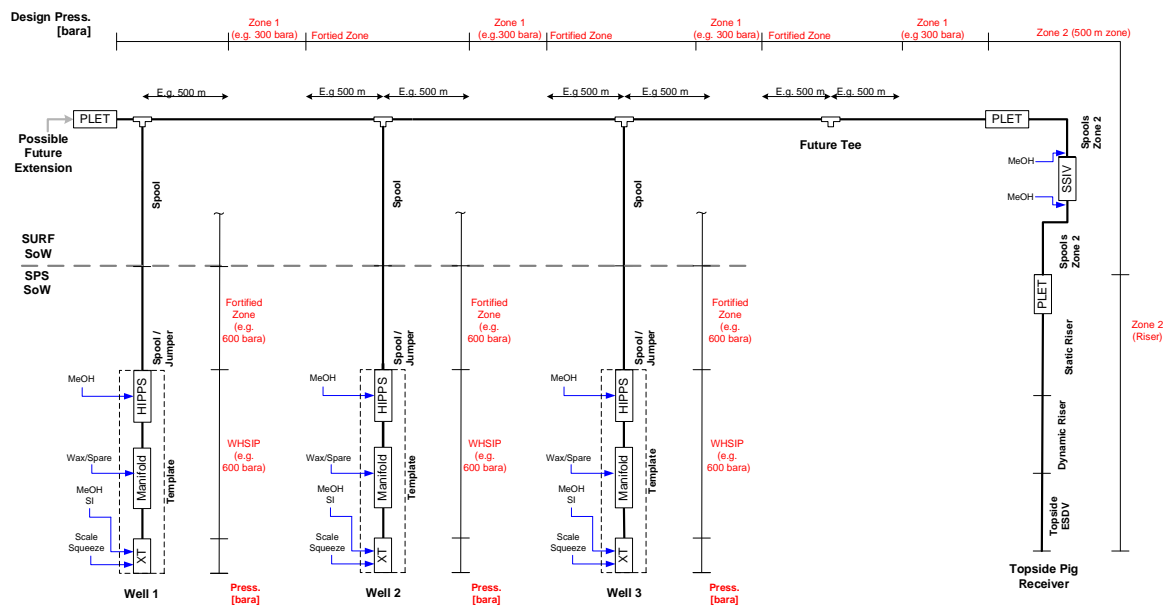 Design Press.
[bara]
Zone 1
(e.g. 300 bara)
Fortied Zone
Zone 1
(e.g.300 bara)
Fortified Zone
Zone 1
(e.g. 300 bara)
Fortified Zone
Zone 1
(e.g 300 bara)
Zone 2 (500 m zone)
E.g. 500 m
E.g. 500 m
E.g. 500 m
E.g. 500 m
E.g. 500 m
E.g. 500 m
E.g. 500 m
PLET
PLET
Possible
Future
Extension
Future Tee
Spools
Zone 2
MeOH
SSIV
MeOH
Spool
Spool
Spool
SURF
SoW
SPS
SoW
Spools
Zone 2
PLET
Fortified
Zone
(e.g.
600 bara)
Fortified
Zone
(e.g.
600 bara)
Fortified
Zone
(e.g.
600 bara)
Zone 2
(Riser)
Spool /
Jumper
Spool /
Jumper
Spool /
Jumper
Static Riser
MeOH
HIPPS
MeOH
HIPPS
MeOH
HIPPS
WHSIP
(e.g.
600 bara)
WHSIP
(e.g.
600 bara)
WHSIP
(e.g.
600 bara)
Dynamic Riser
Wax/Spare
Manifold
Template
Wax/Spare
Manifold
Template
Wax/Spare
Manifold
Template
MeOH
SI
MeOH
SI
MeOH
SI
Topside
ESDV
Scale
Squeeze
XT
Scale
Squeeze
XT
Scale
Squeeze
XT
Well 1
Press.
[bara]
Well 2
Press.
[bara]
Well 3
Press.
[bara]
Topside Pig
Receiver